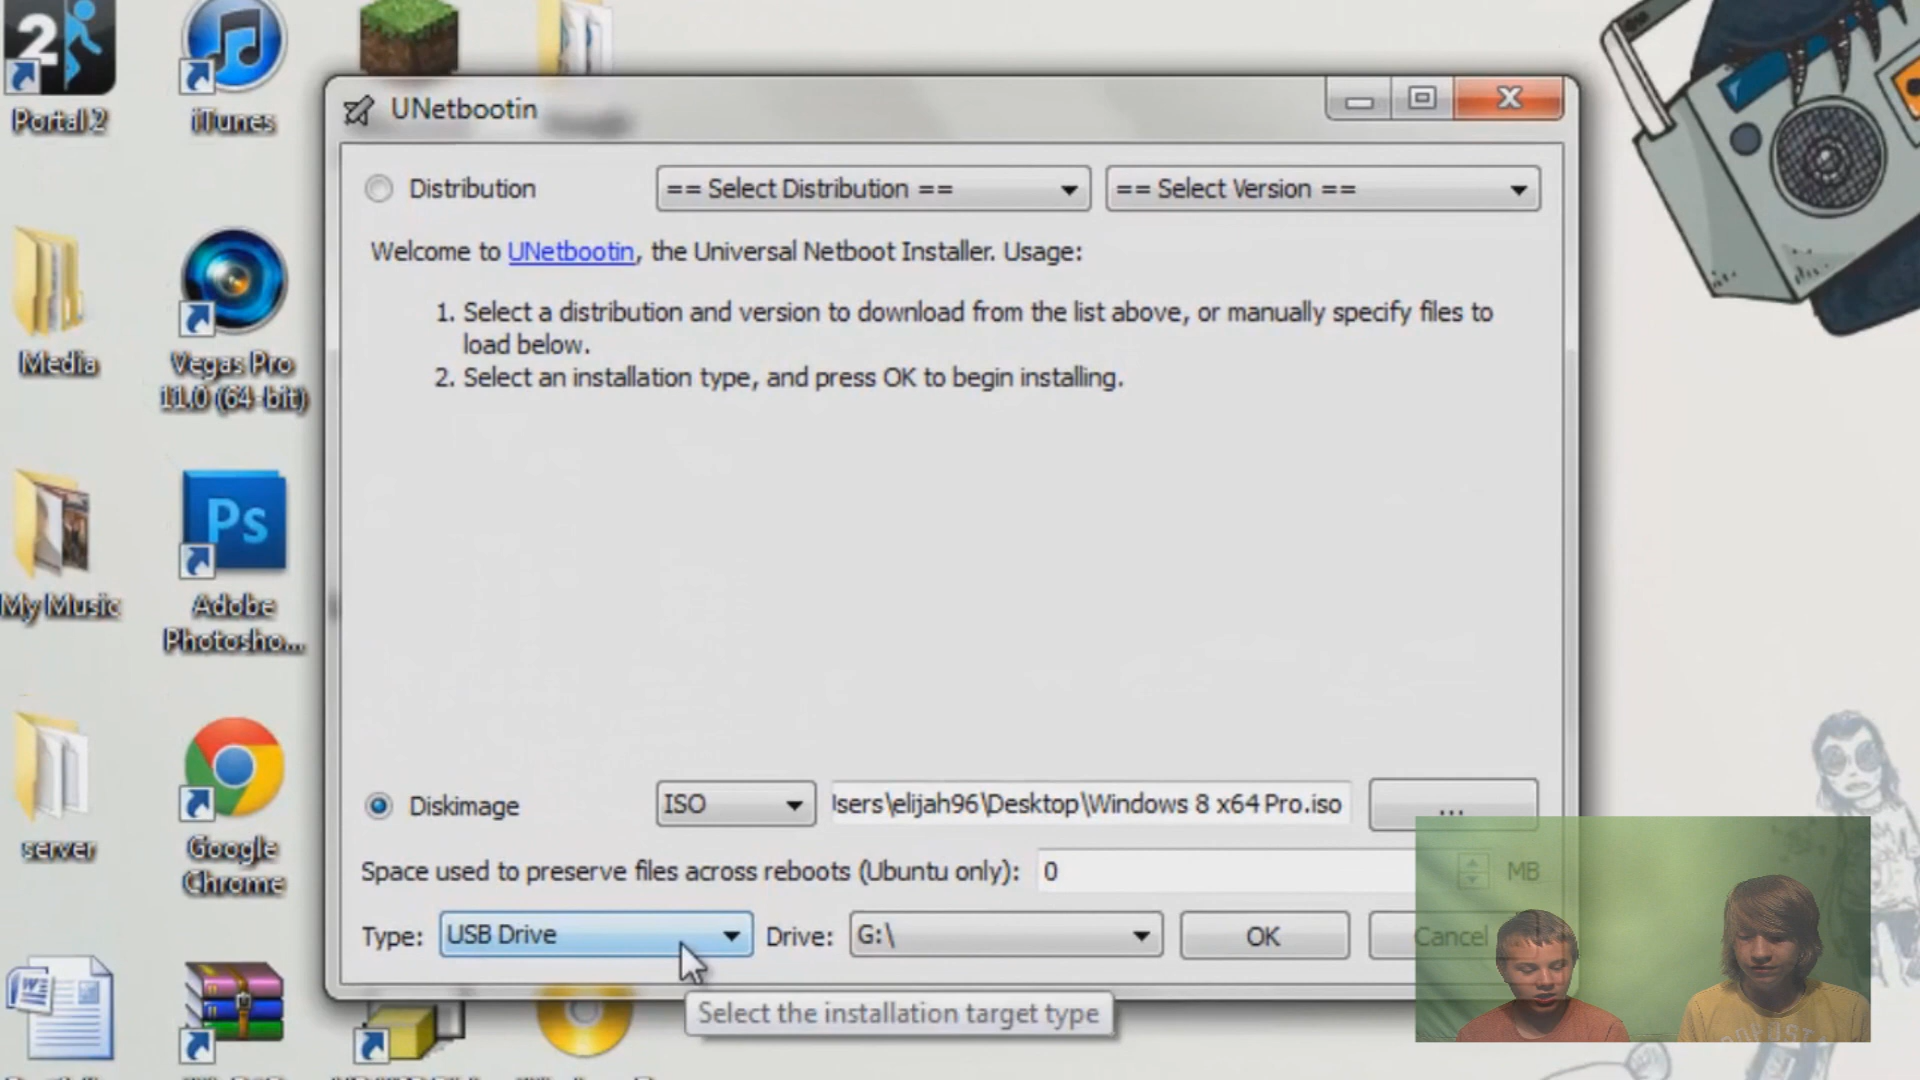 2
Portal 2
iTunes
UNetbootin
Distribution
== Select Distribution ==
== Select Version ==
Welcome to UNetbootin, the Universal Netboot Installer. Usage:
1. Select a distribution and version to download from the list above, or manually specify files to
load below.
2. Select an installation type, and press OK to begin installing.
Media
Vegas Pro
11.0 (64-bit)
Ps
My Music
Adobe
Photosho...
server
Google
Chrome
Diskimage
ISO
Jsers\elijah96\Desktop\Windows 8 x64 Pro.iso
...
Space used to preserve files across reboots (Ubuntu only):
0
MB
Type:
USB Drive
Drive:
G:\
OK
Cancel
Select the installation target type
W